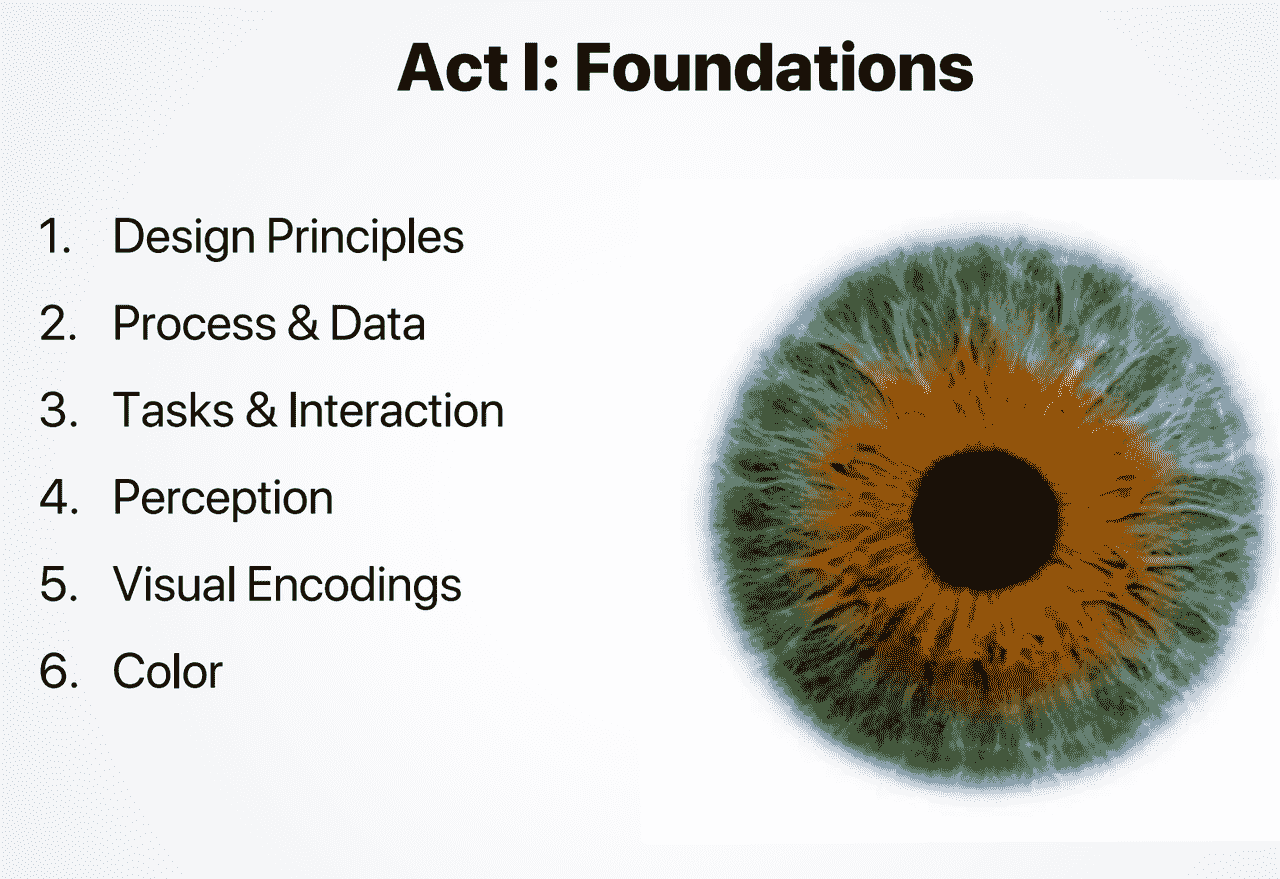 Act I: Foundations
1. Design Principles
2. Process & Data
3. Tasks & Interaction
4. Perception
5. Visual Encodings
6. Color